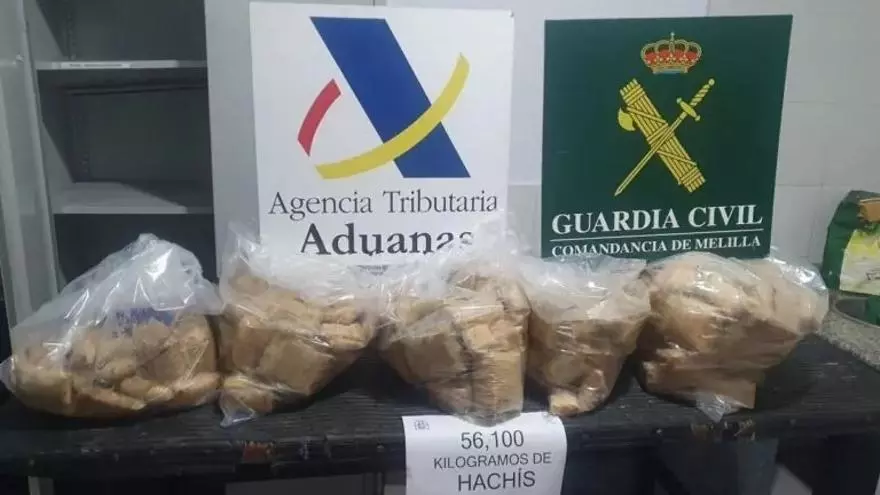 Agencia Tributaria
Aduanas
GUARDIA CIVIL
COMANDANCIA DE MELILLA
56,100
KILOGRAMOS DE
HACHÍS